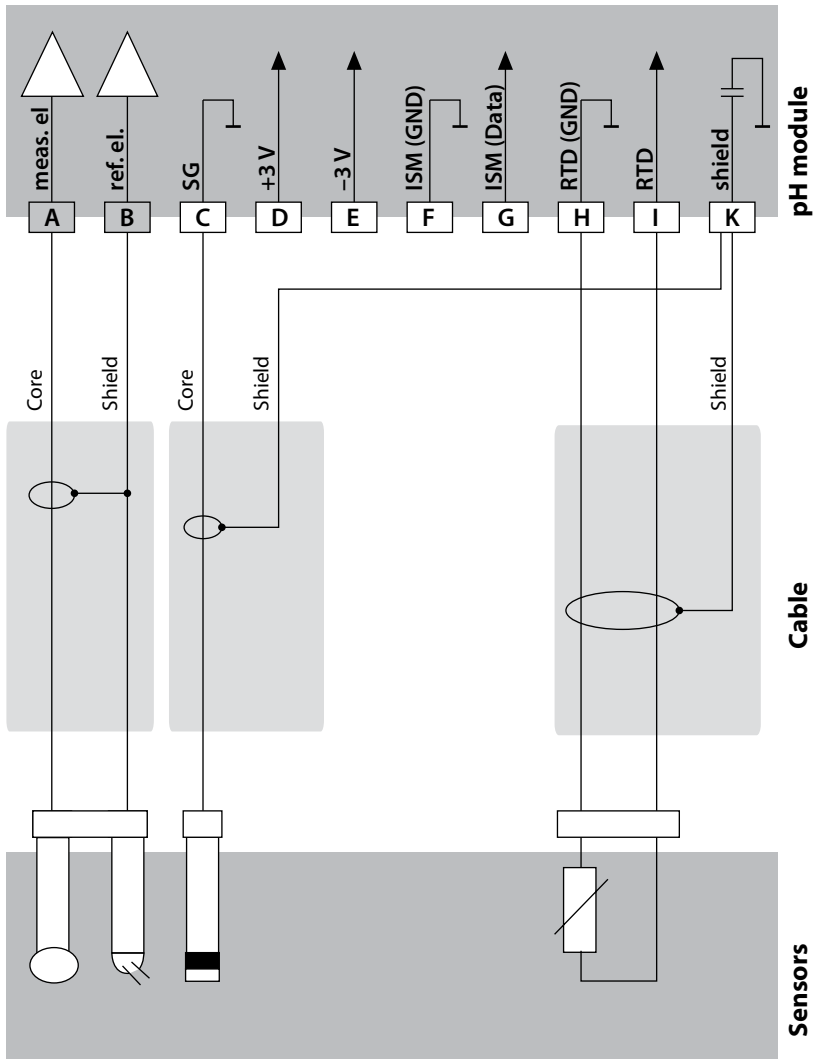 meas. el
ref. el.
SG
+3 V
–3 V
ISM (GND)
ISM (Data)
RTD (GND)
RTD
shield
pH module
A
B
C
D
E
F
G
H
I
K
Core
Shield
Core
Shield
Shield
Cable
Sensors